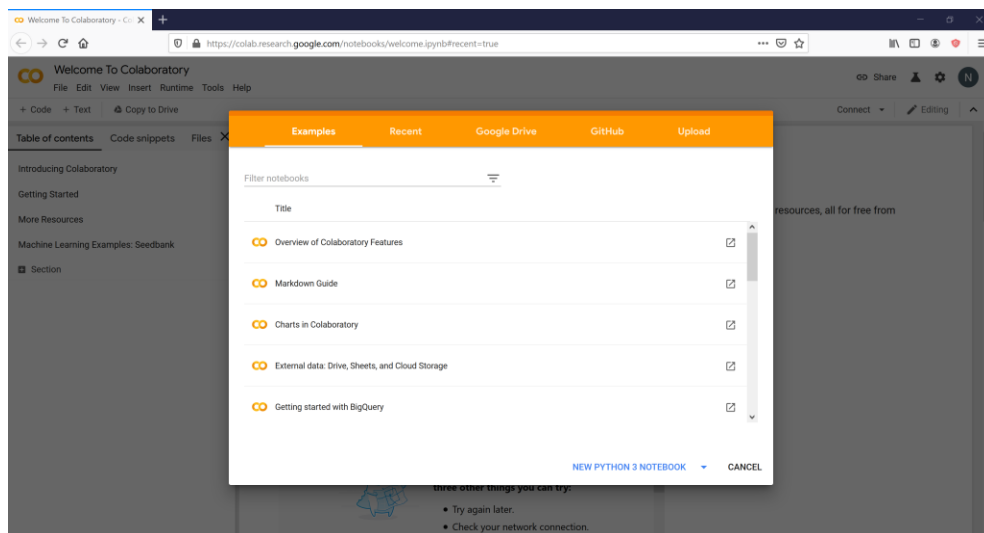 Welcome To Colaboratory - Co
https://colab.research.google.com/notebooks/welcome.ipynb#recent=true
Welcome To Colaboratory
File Edit View Insert Runtime Tools Help
Share
N
+ Code + Text Copy to Drive
Connect
Editing
Table of contents Code snippets Files
Introducing Colaboratory
Getting Started
More Resources
Machine Learning Examples: Seedbank
Section
Examples Recent Google Drive GitHub Upload
Filter notebooks
Title
Overview of Colaboratory Features
Markdown Guide
Charts in Colaboratory
External data: Drive, Sheets, and Cloud Storage
Getting started with BigQuery
NEW PYTHON 3 NOTEBOOK CANCEL
resources, all for free from
three other things you can try:
• Try again later.
• Check your network connection.